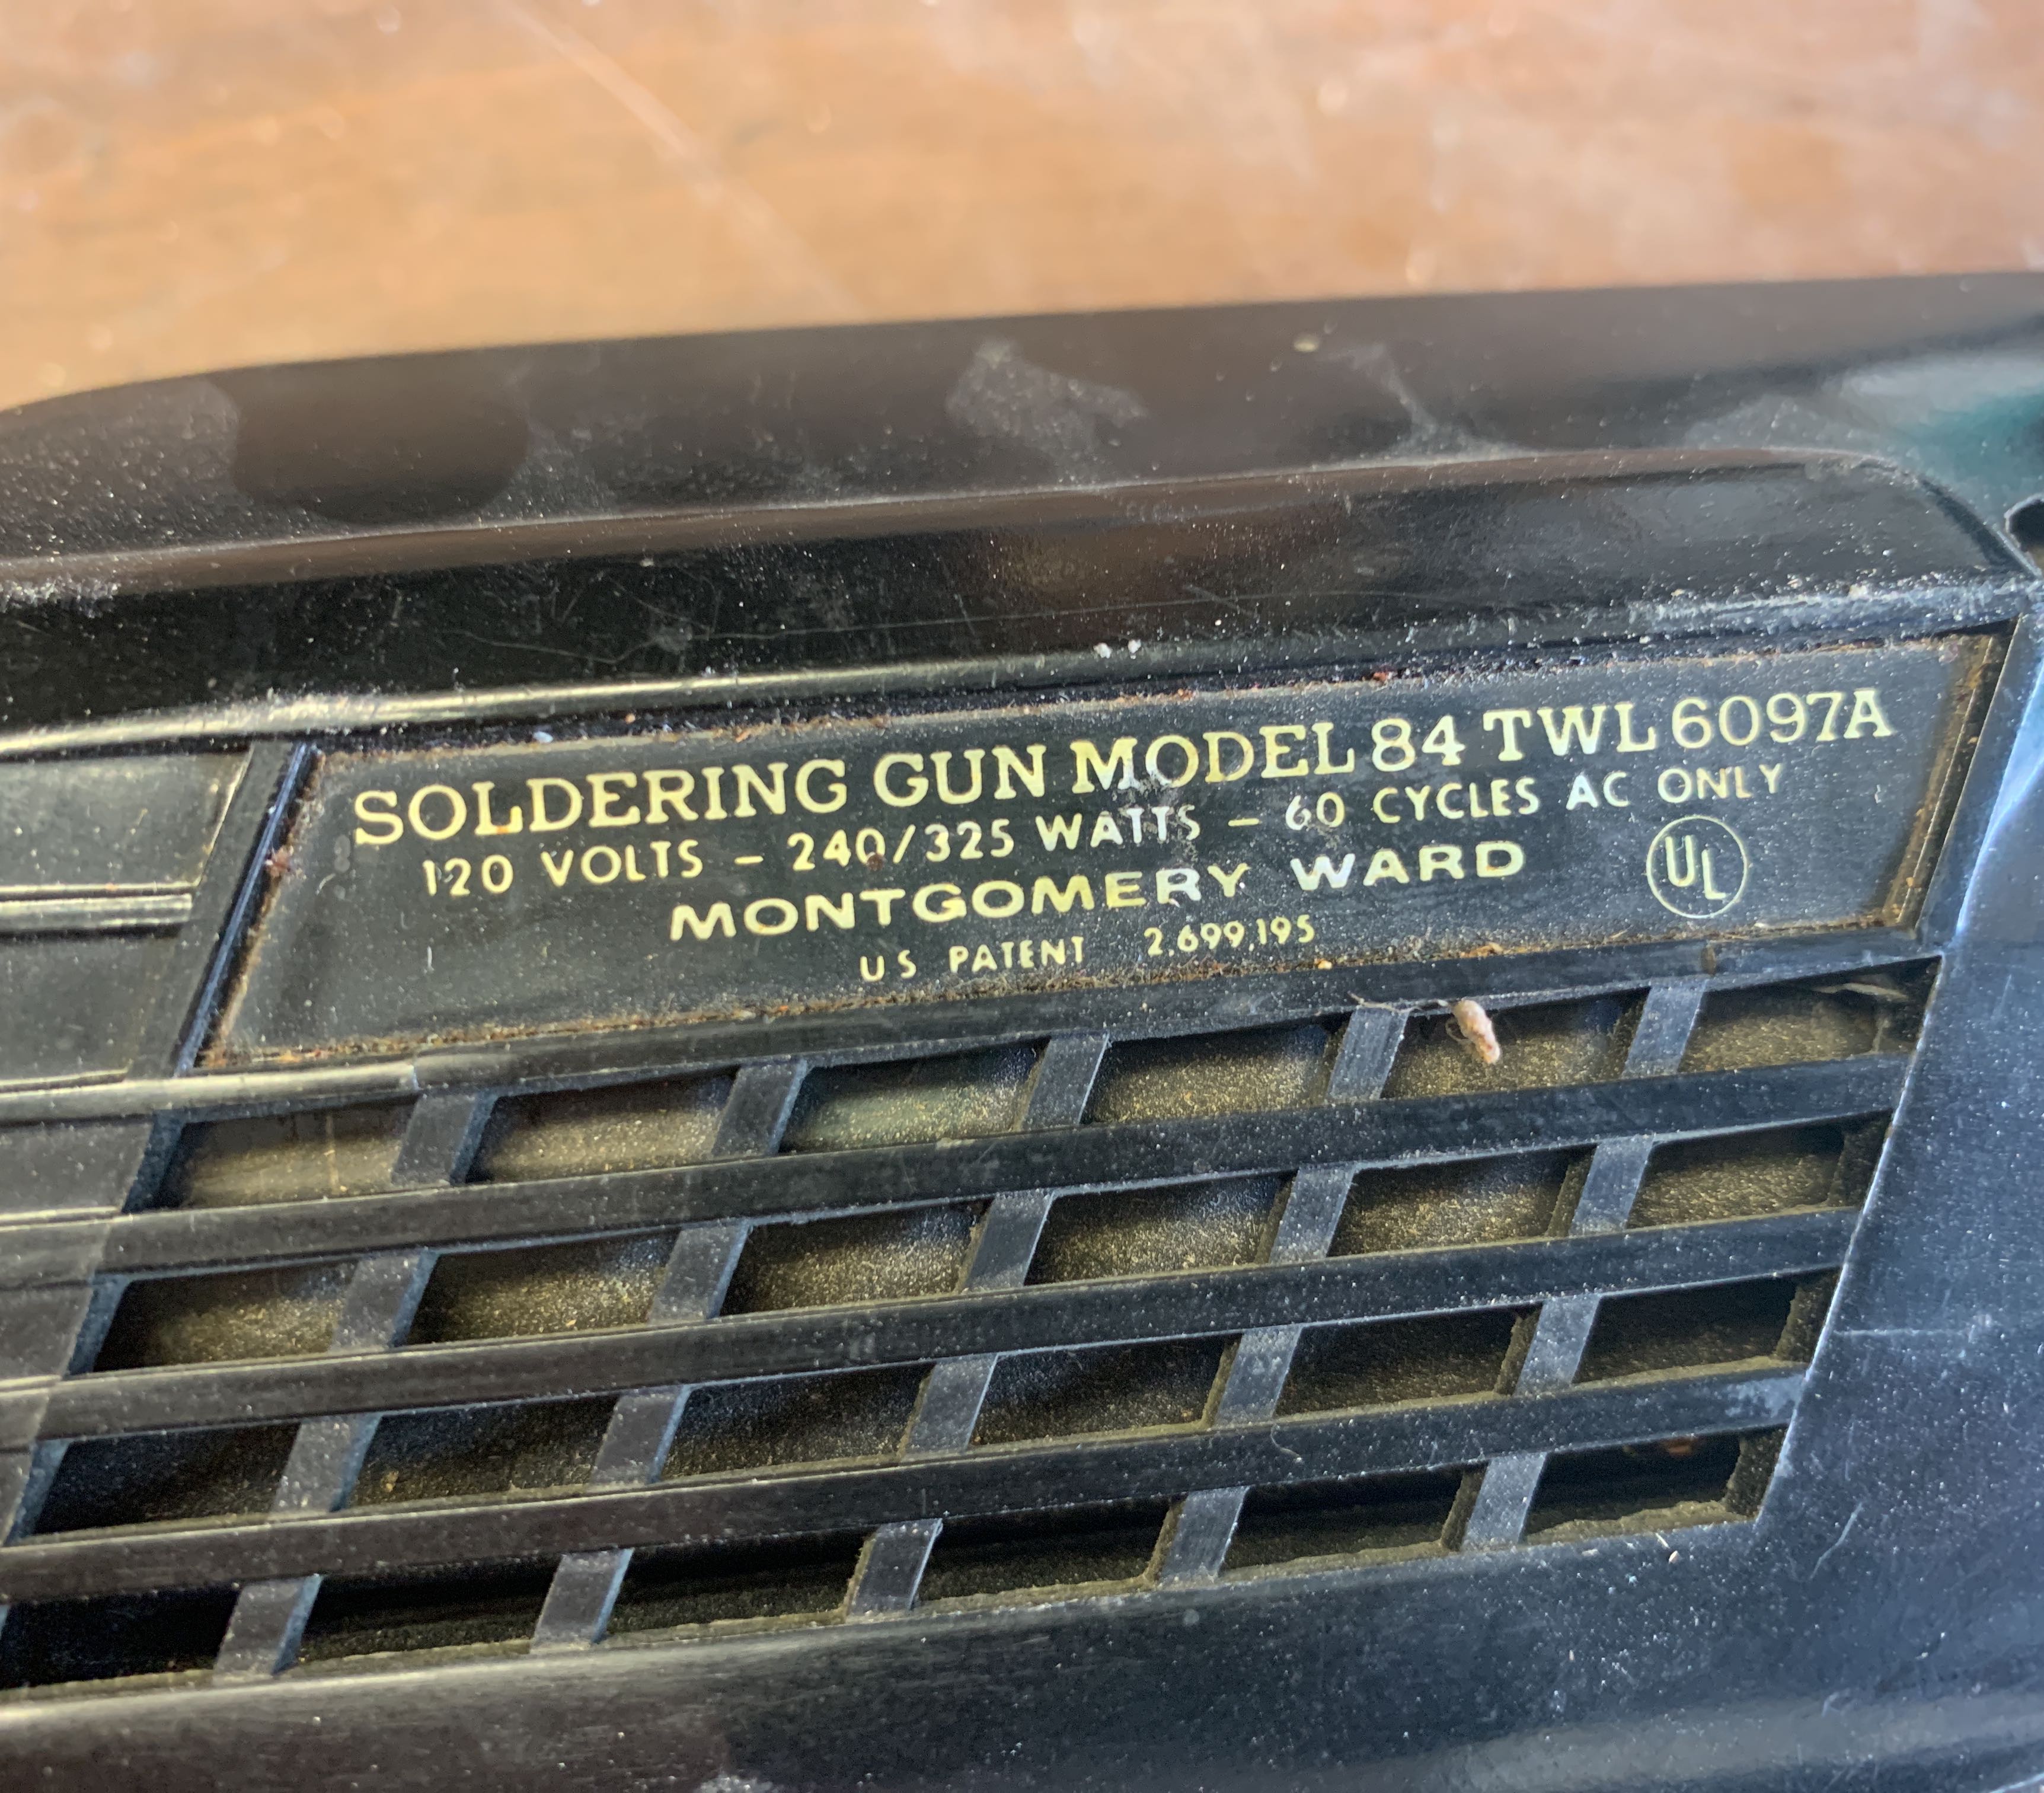 SOLDERING GUN MODEL 84 TWL 6097A
120 VOLTS – 240/325 WATTS – 60 CYCLES AC ONLY
MONTGOMERY WARD
UL
US PATENT 2,699,195